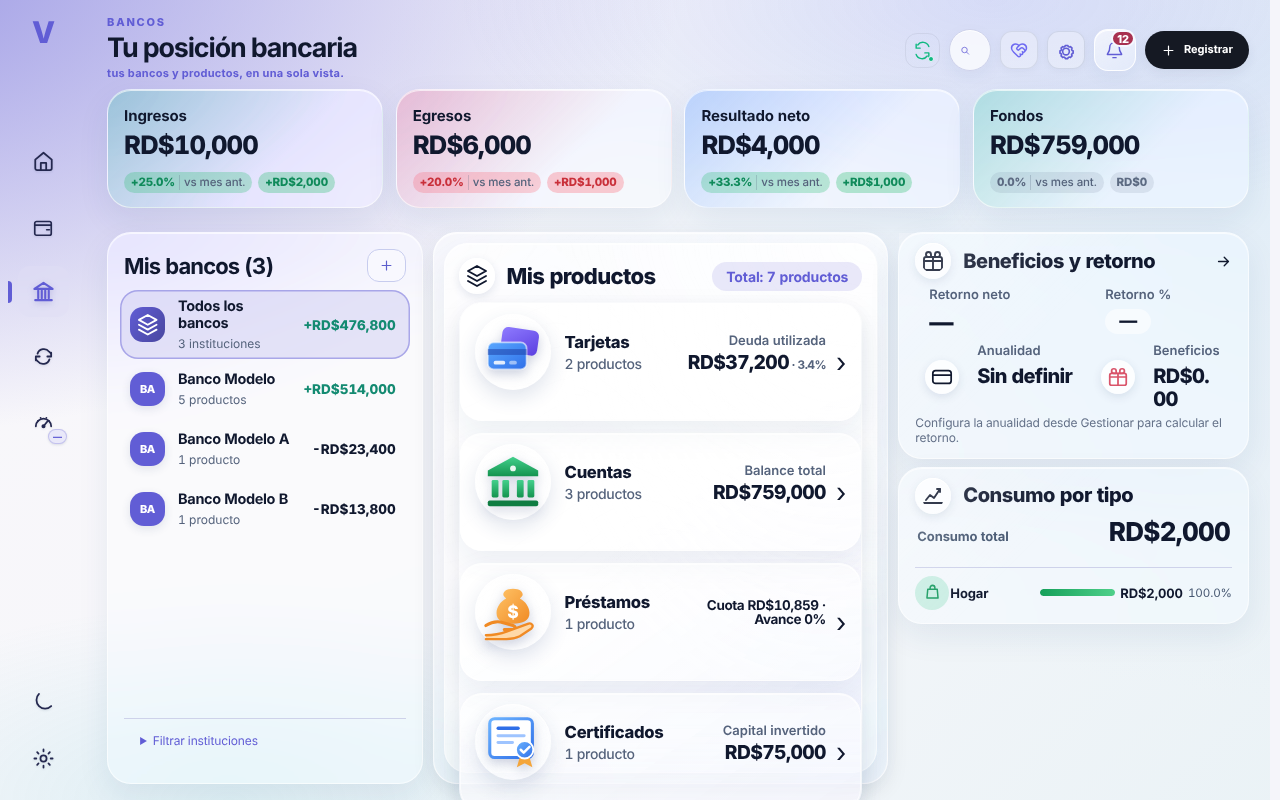 V
BANCOS
Tu posición bancaria
tus bancos y productos, en una sola vista.
12
Registrar
Ingresos
RD$10,000
+25.0% vs mes ant. +RD$2,000
Egresos
RD$6,000
+20.0% vs mes ant. +RD$1,000
Resultado neto
RD$4,000
+33.3% vs mes ant. +RD$1,000
Fondos
RD$759,000
0.0% vs mes ant. RD$0
Mis bancos (3)
Todos los bancos
3 instituciones
+RD$476,800
BA
Banco Modelo
5 productos
+RD$514,000
BA
Banco Modelo A
1 producto
-RD$23,400
BA
Banco Modelo B
1 producto
-RD$13,800
Filtrar instituciones
Mis productos
Total: 7 productos
Tarjetas
2 productos
Deuda utilizada
RD$37,200 · 3.4%
Cuentas
3 productos
Balance total
RD$759,000
Préstamos
1 producto
Cuota RD$10,859 ·
Avance 0%
Certificados
1 producto
Capital invertido
RD$75,000
Beneficios y retorno
Retorno neto
—
Retorno %
—
Anualidad
Sin definir
Beneficios
RD$0.
00
Configura la anualidad desde Gestionar para calcular el
retorno.
Consumo por tipo
Consumo total
RD$2,000
Hogar
RD$2,000 100.0%